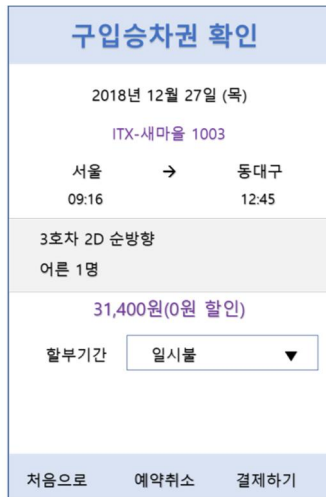 구입승차권 확인
2018년 12월 27일 (목)
ITX-새마을 1003
서울 → 동대구
09:16 12:45
3호차 2D 순방향
어른 1명
31,400원(0원 할인)
할부기간 일시불 ▼
처음으로 예약취소 결제하기